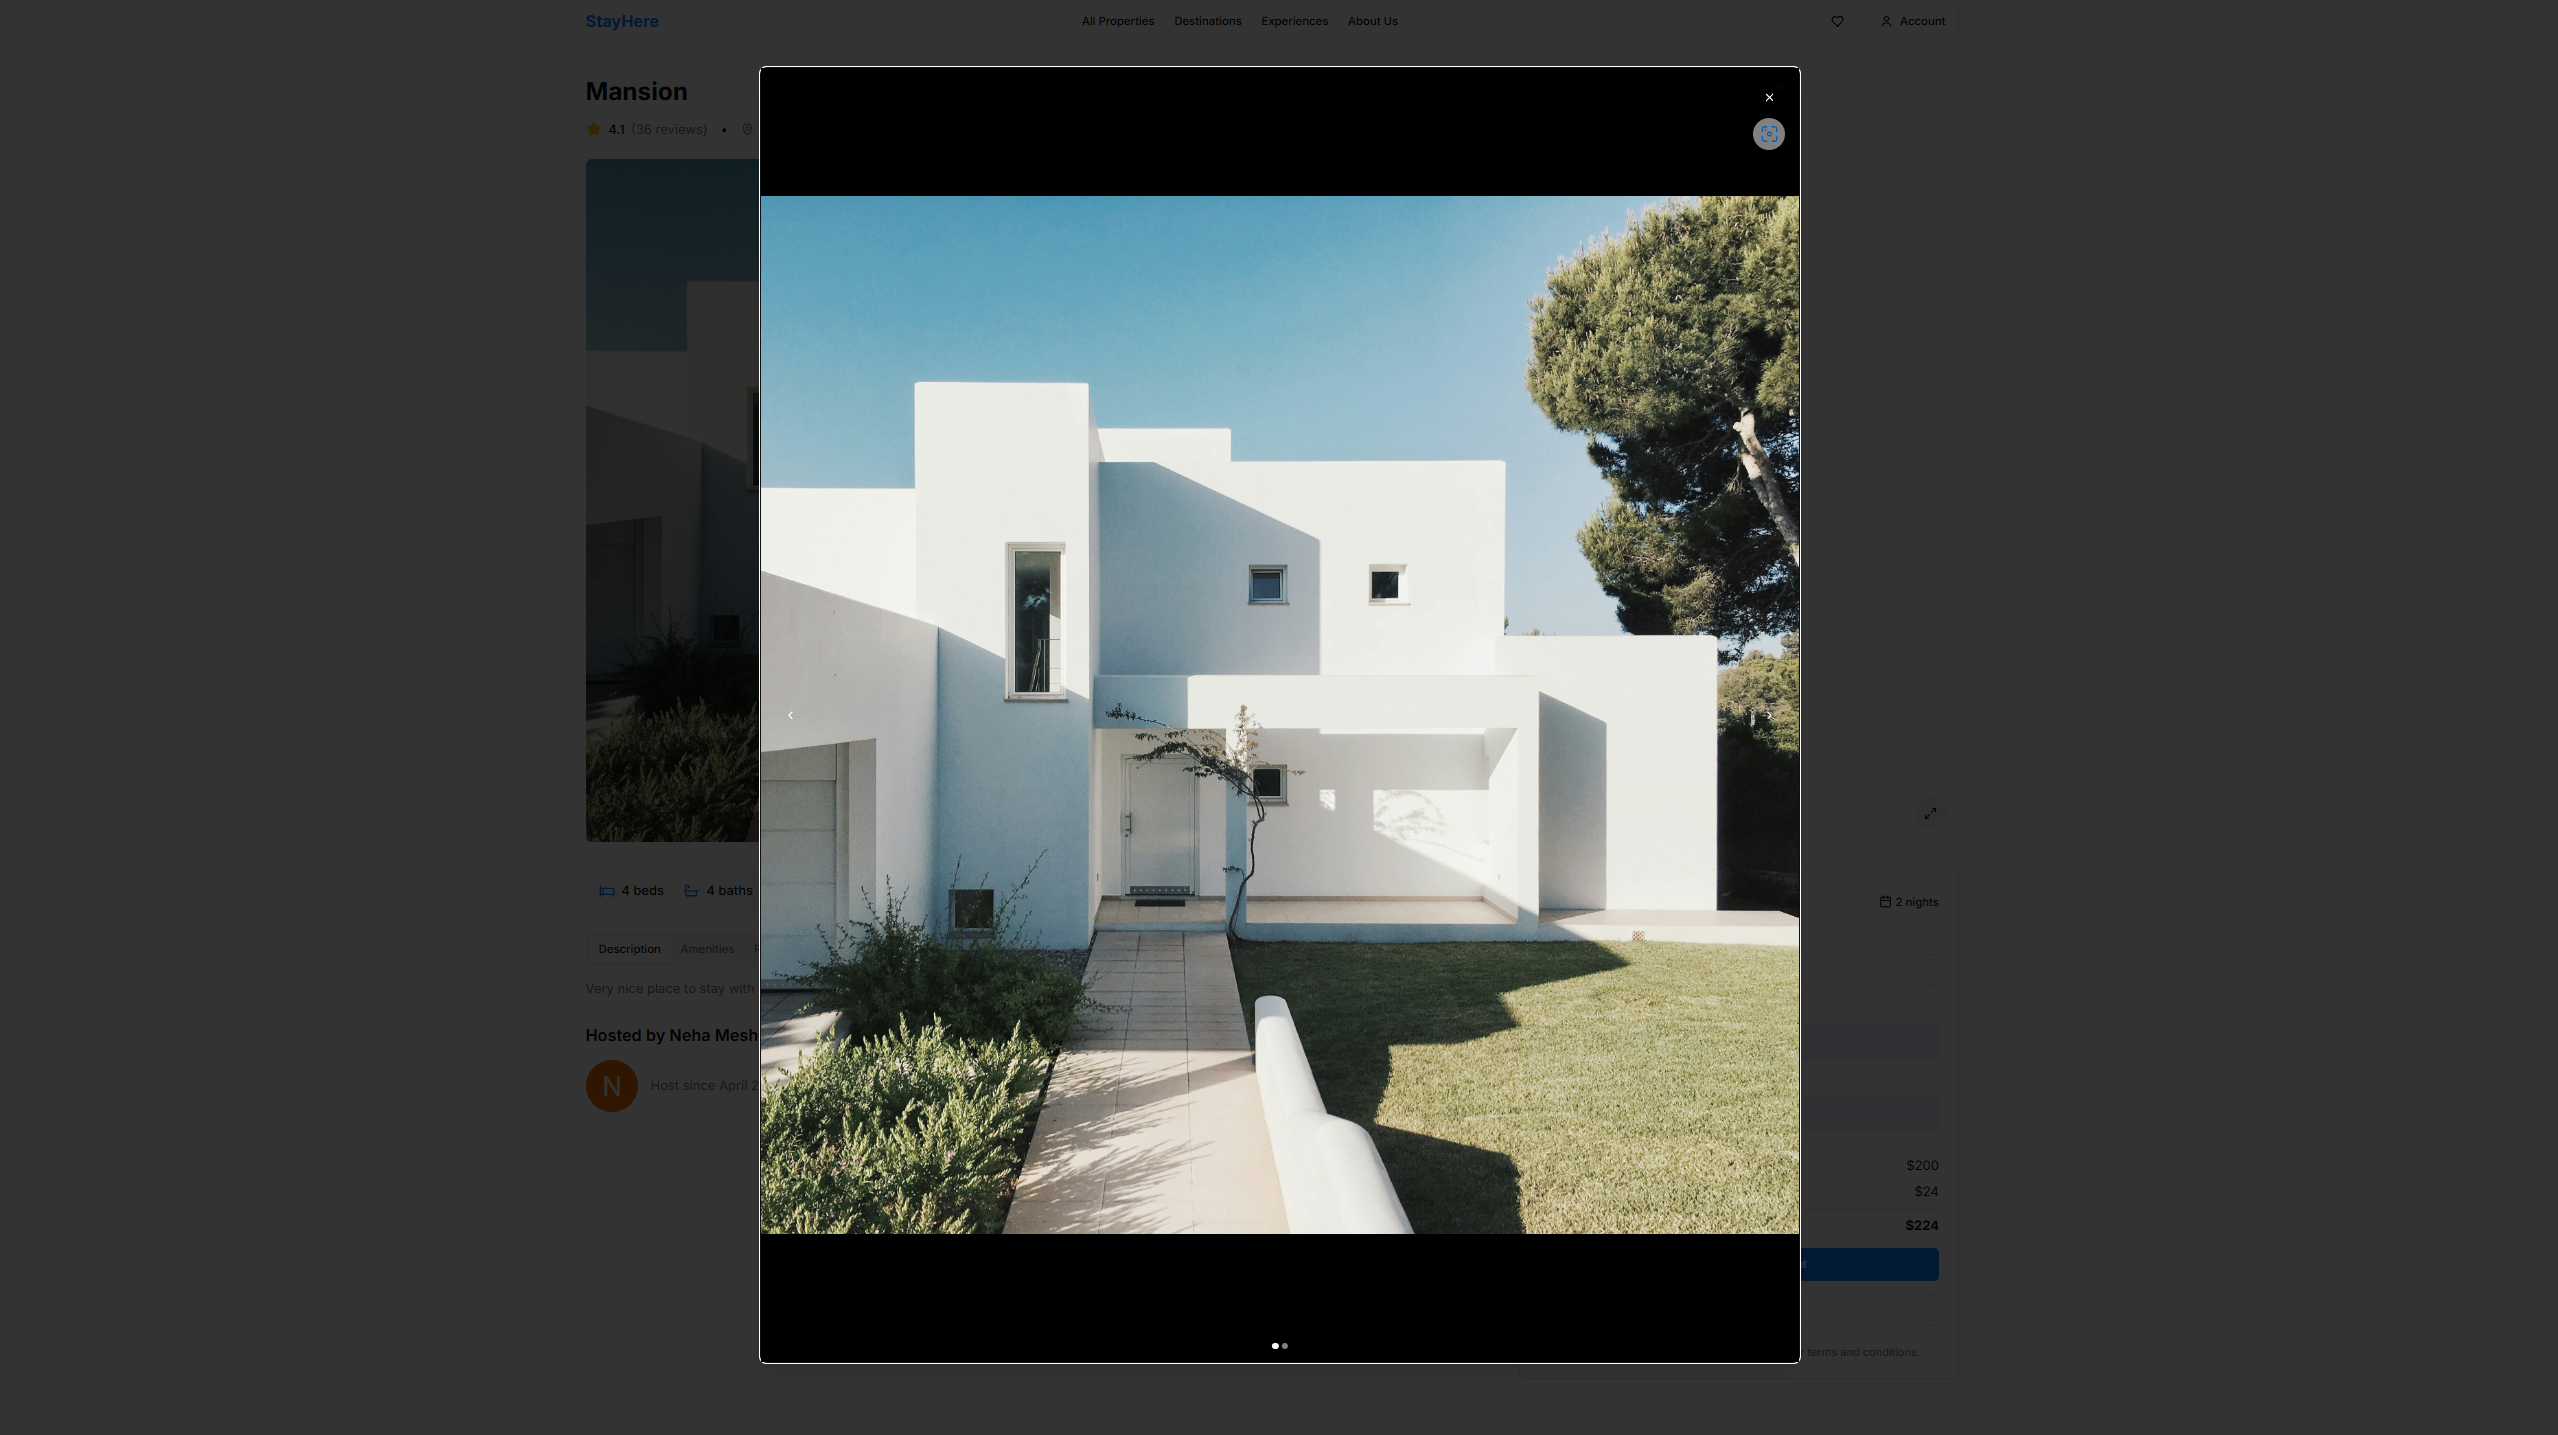 StayHere
All Properties Destinations Experiences About Us
Account
Mansion
4.1 (36 reviews) •
4 beds 4 baths
2 nights
Description Amenities
Very nice place to stay with
Hosted by Neha Mesh
N
Host since April 2
$200
$24
$224
terms and conditions.